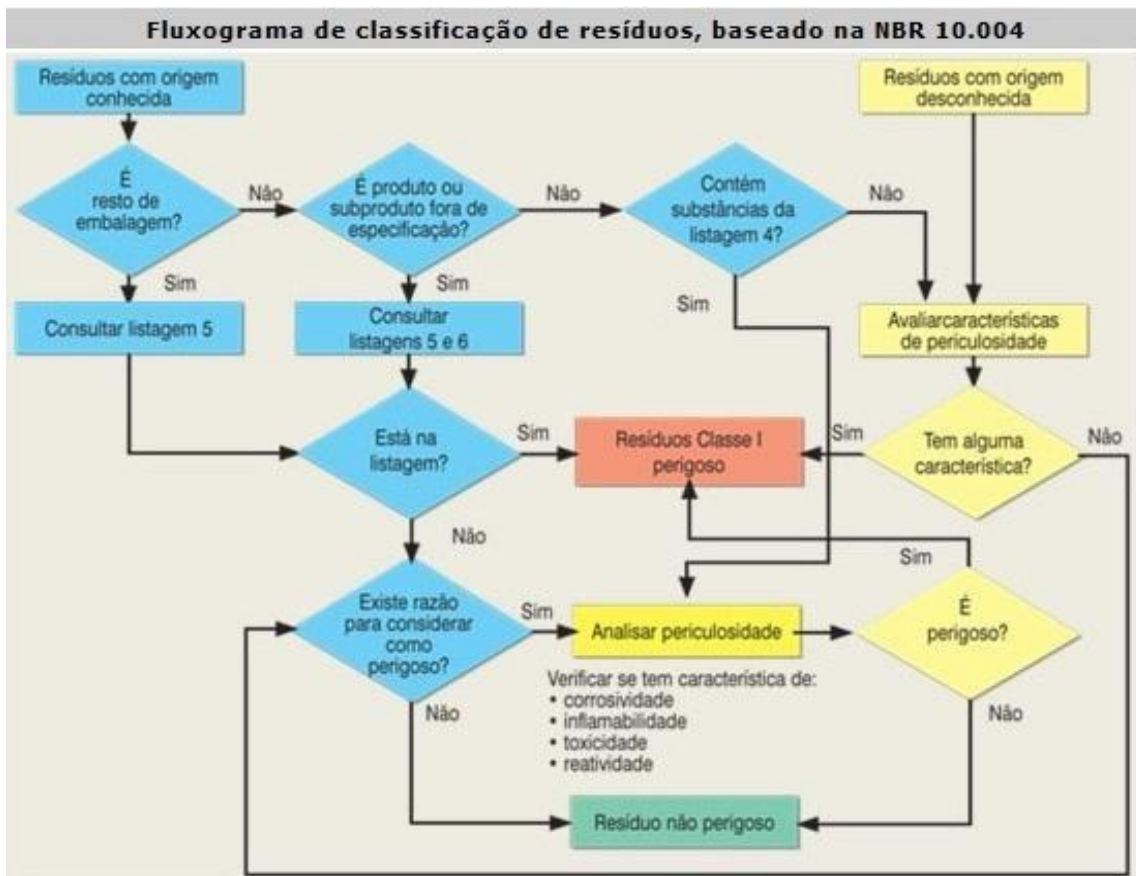 Fluxograma de classificação de resíduos, baseado na NBR 10.004
Resíduos com origem
conhecida
Resíduos com origem
desconhecida
É
resto de
embalagem?
Não
É produto ou
subproduto fora de
especificação?
Não
Contém
substâncias da
listagem 4?
Não
Sim
Sim
Sim
Consultar listagem 5
Consultar
listagens 5 e 6
Avaliarcaracterísticas
de periculosidade
Está na
listagem?
Sim
Resíduos Classe I
perigoso
Sim
Tem alguma
característica?
Não
Não
Sim
Existe razão
para considerar
como
perigoso?
Sim
Analisar periculosidade
É
perigoso?
Verificar se tem característica de:
• corrosividade
• inflamabilidade
• toxicidade
• reatividade
Não
Não
Resíduo não perigoso